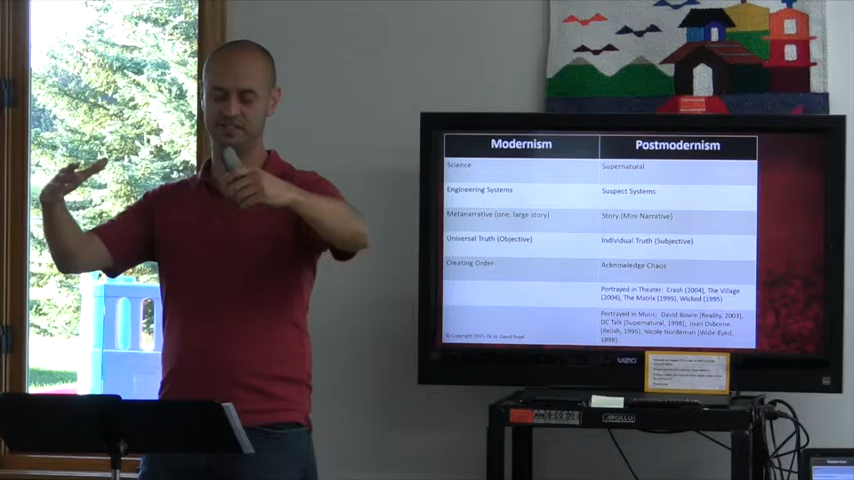 Modernism
Postmodernism
Science
Supernatural
Engineering Systems
Suspect Systems
Metanarrative (one, large story)
Story (Mini Narrative)
Universal Truth (Objective)
Individual Truth (Subjective)
Creating Order
Acknowledge Chaos
Portrayed in Theater: Crash (2004), The Village
(2004), The Matrix (1999), Wicked (1995)
Portrayed in Music: David Bowie (Reality, 2003),
DC Talk (Supernatural, 1998), Joan Osborne
(Relish, 1995), Nicole Nordeman (Wide-Eyed,
1998)
VIZIO
APOLLO